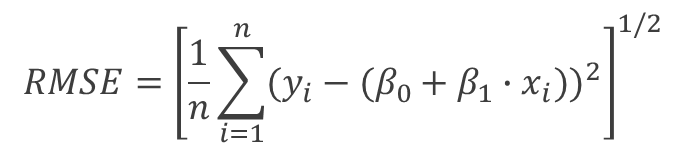 RMSE = [1/n ∑_{i=1}^{n} (y_i − (β_0 + β_1 · x_i))^2]^{1/2}